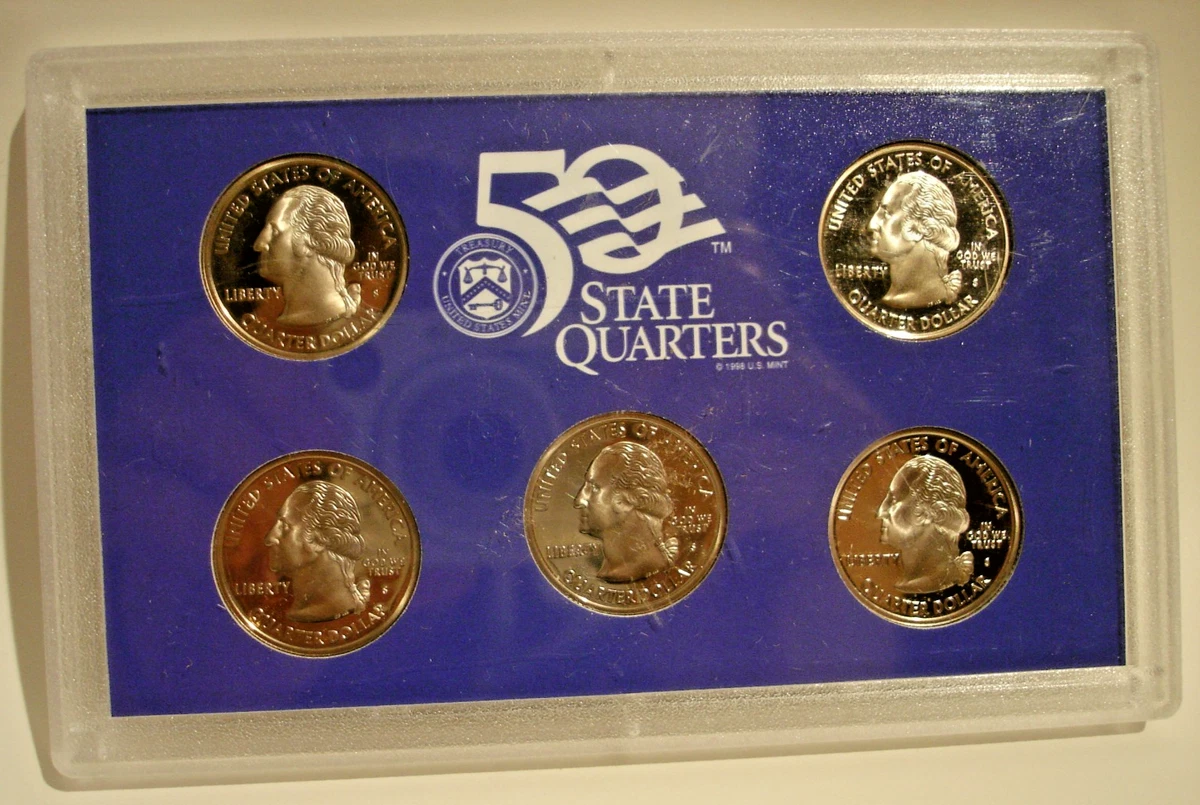 UNITED STATES OF AMERICA
LIBERTY
IN
GOD WE
TRUST
S
QUARTER DOLLAR
50
TM
TREASURY
UNITED STATES MINT
STATE
QUARTERS
© 1998 U.S. MINT
UNITED STATES OF AMERICA
LIBERTY
IN
GOD WE
TRUST
S
QUARTER DOLLAR
UNITED STATES OF AMERICA
LIBERTY
IN
GOD WE
TRUST
S
QUARTER DOLLAR
UNITED STATES OF AMERICA
LIBERTY
IN
GOD WE
TRUST
S
QUARTER DOLLAR
UNITED STATES OF AMERICA
LIBERTY
IN
GOD WE
TRUST
S
QUARTER DOLLAR